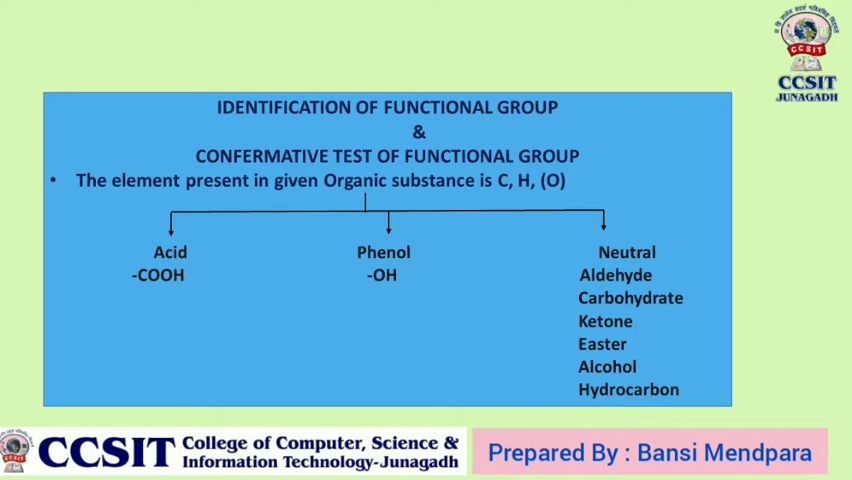 CCSIT
CCSIT
JUNAGADH
IDENTIFICATION OF FUNCTIONAL GROUP
&
CONFERMATIVE TEST OF FUNCTIONAL GROUP
• The element present in given Organic substance is C, H, (O)
Acid Phenol Neutral
-COOH -OH Aldehyde
Carbohydrate
Ketone
Easter
Alcohol
Hydrocarbon
CCSIT College of Computer, Science &
Information Technology-Junagadh
Prepared By : Bansi Mendpara